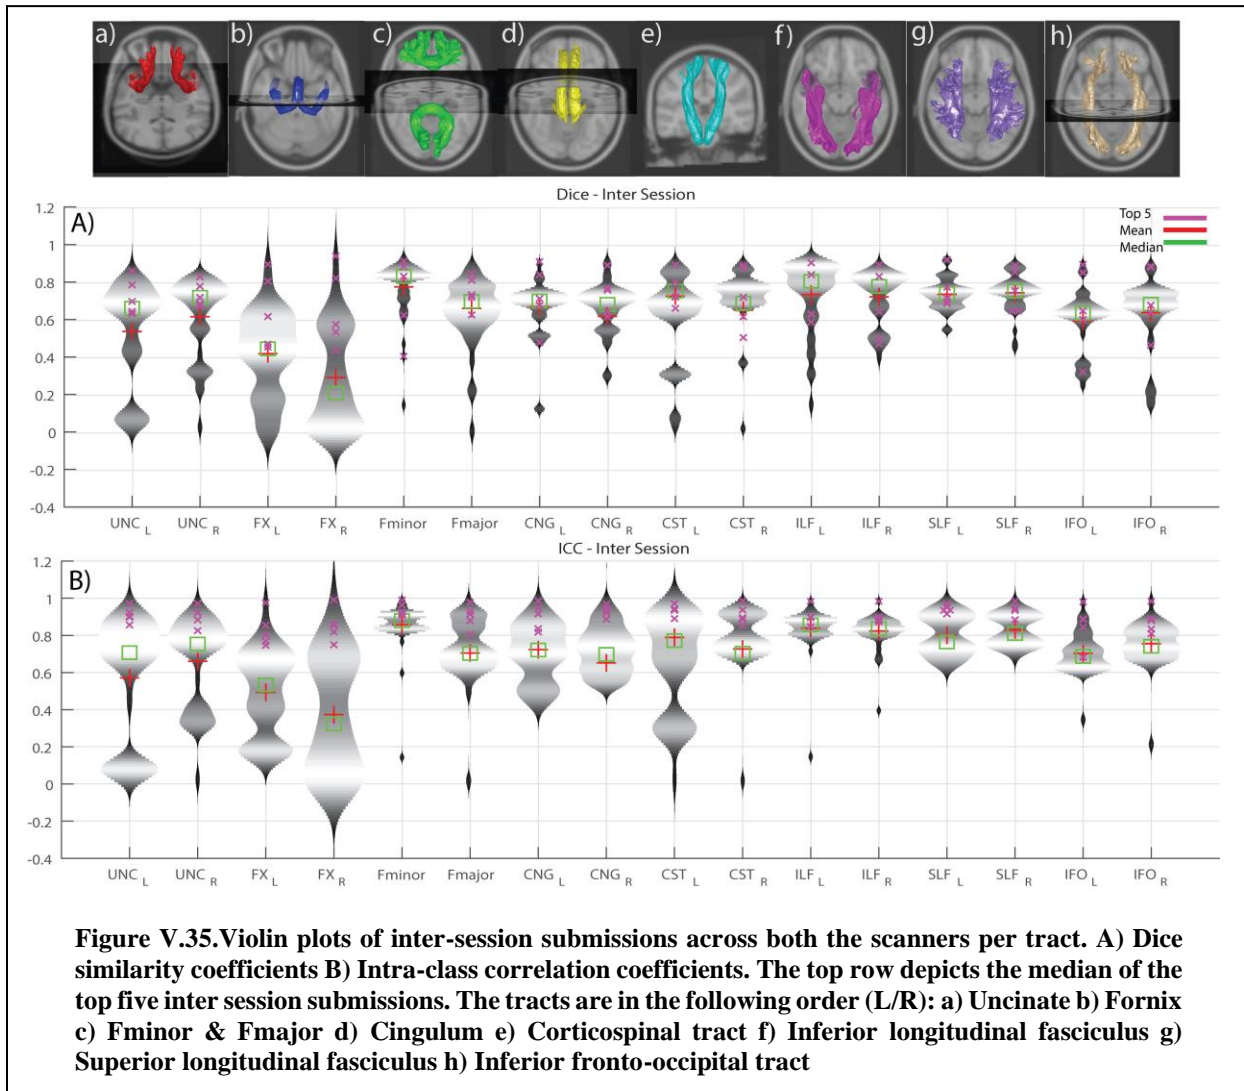 a) b) c) d) e) f) g) h)
Dice - Inter Session
A)
Top 5
Mean
Median
1.2
1
0.8
0.6
0.4
0.2
0
-0.2
-0.4
UNC L UNC R FX L FX R Fminor Fmajor CNG L CNG R CST L CST R ILF L ILF R SLF L SLF R IFO L IFO R
ICC - Inter Session
B)
1.2
1
0.8
0.6
0.4
0.2
0
-0.2
-0.4
UNC L UNC R FX L FX R Fminor Fmajor CNG L CNG R CST L CST R ILF L ILF R SLF L SLF R IFO L IFO R
Figure V.35.Violin plots of inter-session submissions across both the scanners per tract. A) Dice
similarity coefficients B) Intra-class correlation coefficients. The top row depicts the median of the
top five inter session submissions. The tracts are in the following order (L/R): a) Uncinate b) Fornix
c) Fminor & Fmajor d) Cingulum e) Corticospinal tract f) Inferior longitudinal fasciculus g)
Superior longitudinal fasciculus h) Inferior fronto-occipital tract